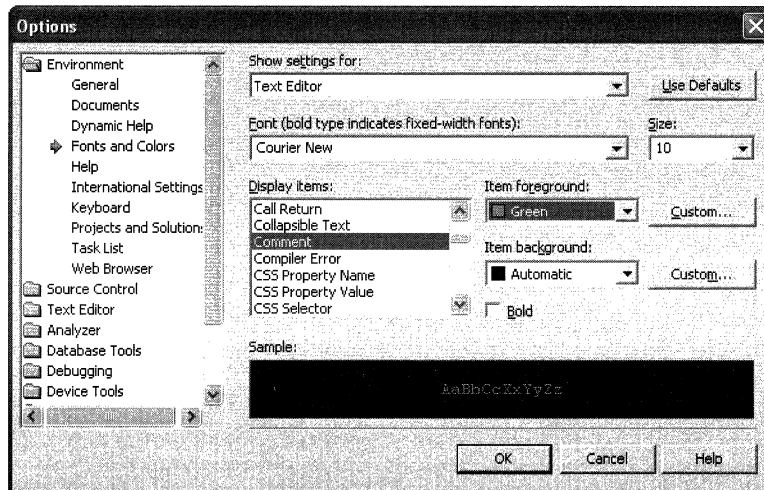 Options
Environment
General
Documents
Dynamic Help
Fonts and Colors
Help
International Settings
Keyboard
Projects and Solution
Task List
Web Browser
Source Control
Text Editor
Analyzer
Database Tools
Debugging
Device Tools
Show settings for:
Text Editor
Use Defaults
Font (bold type indicates fixed-width fonts):
Size:
Courier New
10
Display items:
Item foreground:
Call Return
Collapsible Text
Comment
Compiler Error
CSS Property Name
CSS Property Value
CSS Selector
Green
Custom...
Item background:
Automatic
Custom...
Bold
Sample:
AaBbCcXxYyZz
OK
Cancel
Help